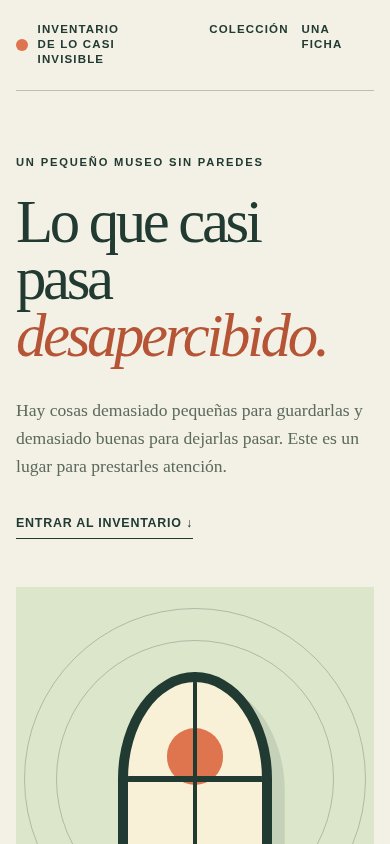 INVENTARIO
DE LO CASI
INVISIBLE
COLECCIÓN
UNA
FICHA
UN PEQUEÑO MUSEO SIN PAREDES
Lo que casi
pasa
desapercibido.
Hay cosas demasiado pequeñas para guardarlas y
demasiado buenas para dejarlas pasar. Este es un
lugar para prestarles atención.
ENTRAR AL INVENTARIO ↓